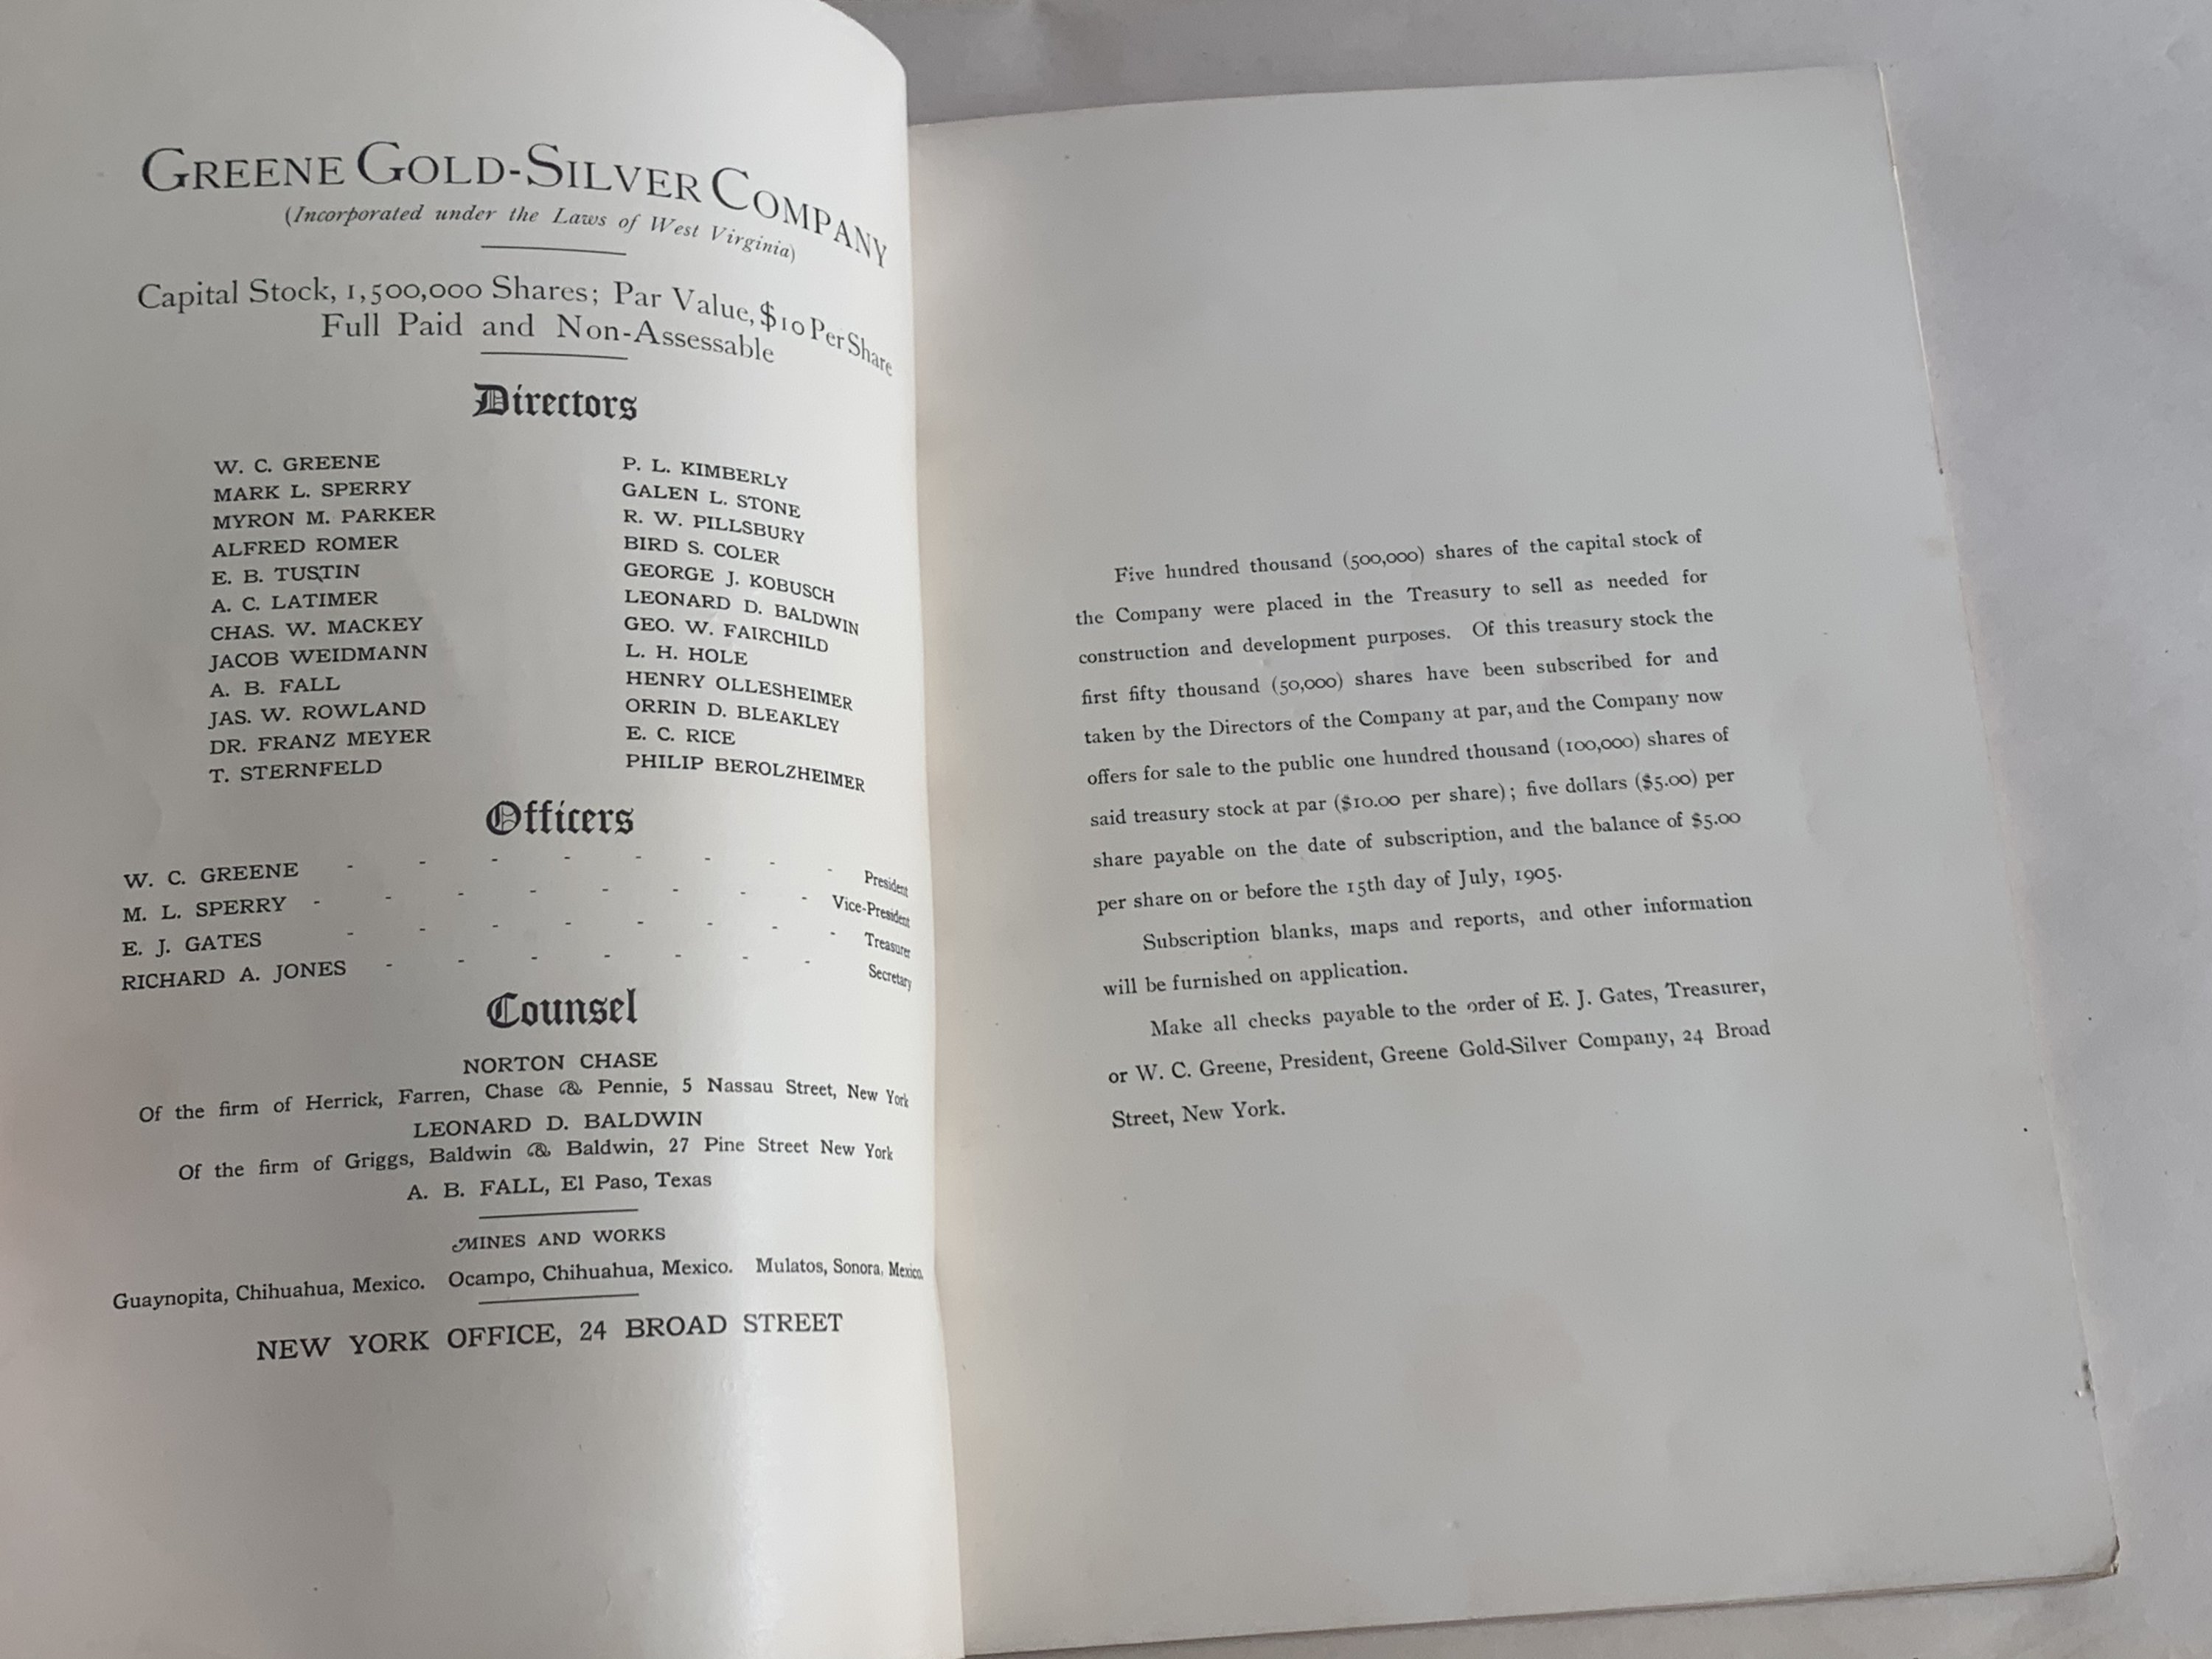 GREENE GOLD-SILVER COMPANY
(Incorporated under the Laws of West Virginia)
Capital Stock, 1,500,000 Shares; Par Value, $10 Per Share
Full Paid and Non-Assessable
Directors
W. C. GREENE
MARK L. SPERRY
MYRON M. PARKER
ALFRED ROMER
E. B. TUSTIN
A. C. LATIMER
CHAS. W. MACKEY
JACOB WEIDMANN
A. B. FALL
JAS. W. ROWLAND
DR. FRANZ MEYER
T. STERNFELD
P. L. KIMBERLY
GALEN L. STONE
R. W. PILLSBURY
BIRD S. COLER
GEORGE J. KOBUSCH
LEONARD D. BALDWIN
GEO. W. FAIRCHILD
L. H. HOLE
HENRY OLLESHEIMER
ORRIN D. BLEAKLEY
E. C. RICE
PHILIP BEROLZHEIMER
Officers
W. C. GREENE - - - - - - - - President
M. L. SPERRY - - - - - - - - Vice-President
E. J. GATES - - - - - - - - Treasurer
RICHARD A. JONES - - - - - - - Secretary
Counsel
NORTON CHASE
Of the firm of Herrick, Farren, Chase & Pennie, 5 Nassau Street, New York
LEONARD D. BALDWIN
Of the firm of Griggs, Baldwin & Baldwin, 27 Pine Street New York
A. B. FALL, El Paso, Texas
MINES AND WORKS
Guaynopita, Chihuahua, Mexico. Ocampo, Chihuahua, Mexico. Mulatos, Sonora, Mexico.
NEW YORK OFFICE, 24 BROAD STREET
Five hundred thousand (500,000) shares of the capital stock of
the Company were placed in the Treasury to sell as needed for
construction and development purposes. Of this treasury stock the
first fifty thousand (50,000) shares have been subscribed for and
taken by the Directors of the Company at par, and the Company now
offers for sale to the public one hundred thousand (100,000) shares of
said treasury stock at par ($10.00 per share); five dollars ($5.00) per
share payable on the date of subscription, and the balance of $5.00
per share on or before the 15th day of July, 1905.
Subscription blanks, maps and reports, and other information
will be furnished on application.
Make all checks payable to the order of E. J. Gates, Treasurer,
or W. C. Greene, President, Greene Gold-Silver Company, 24 Broad
Street, New York.